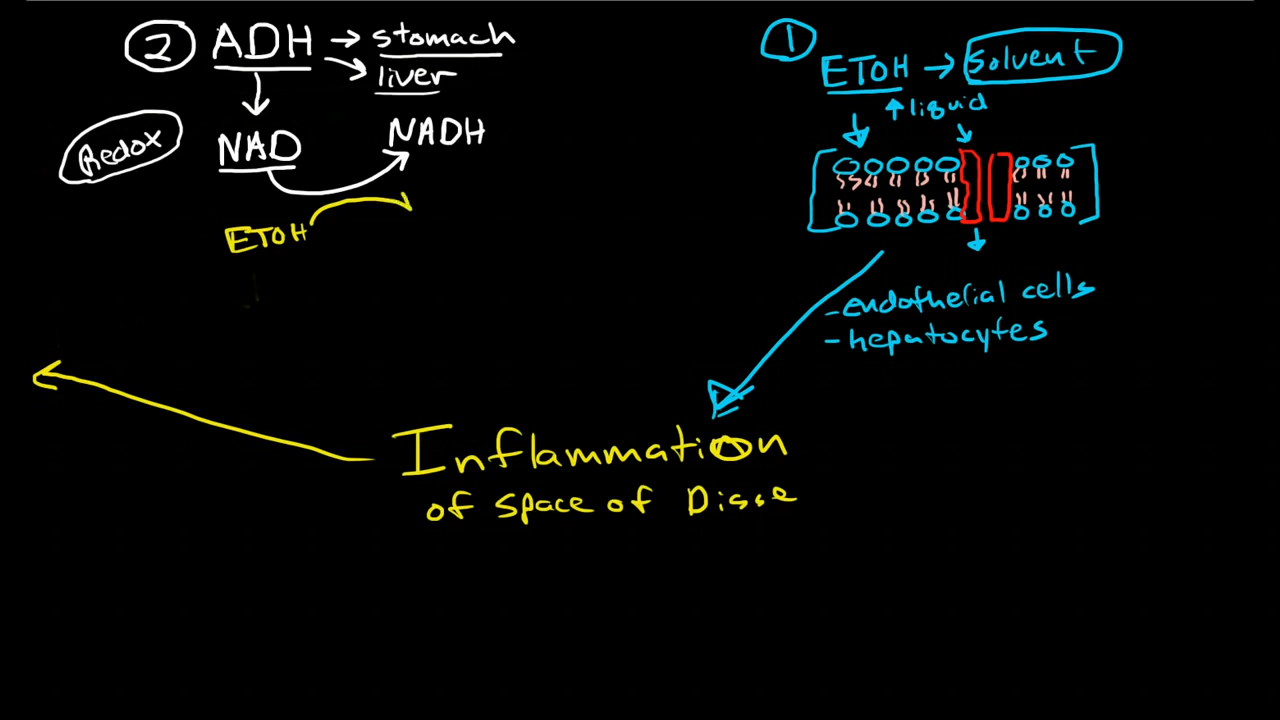 2 ADH → stomach
liver
Redox
NAD
NADH
ETOH
1
ETOH → Solvent
↑ liquid
- endothelial cells
- hepatocytes
Inflammation
of space of Disse